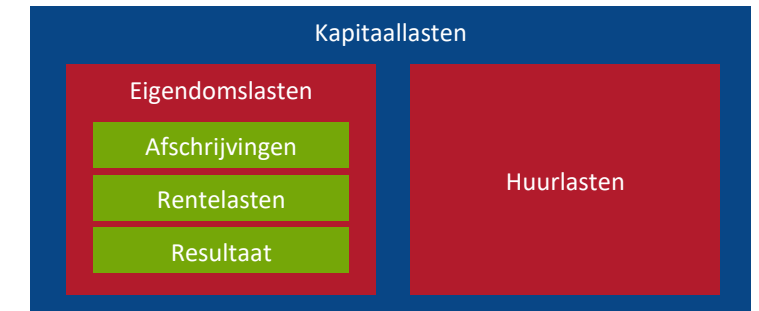 Kapitaallasten
Eigendomslasten
Afschrijvingen
Rentelasten
Resultaat
Huurlasten